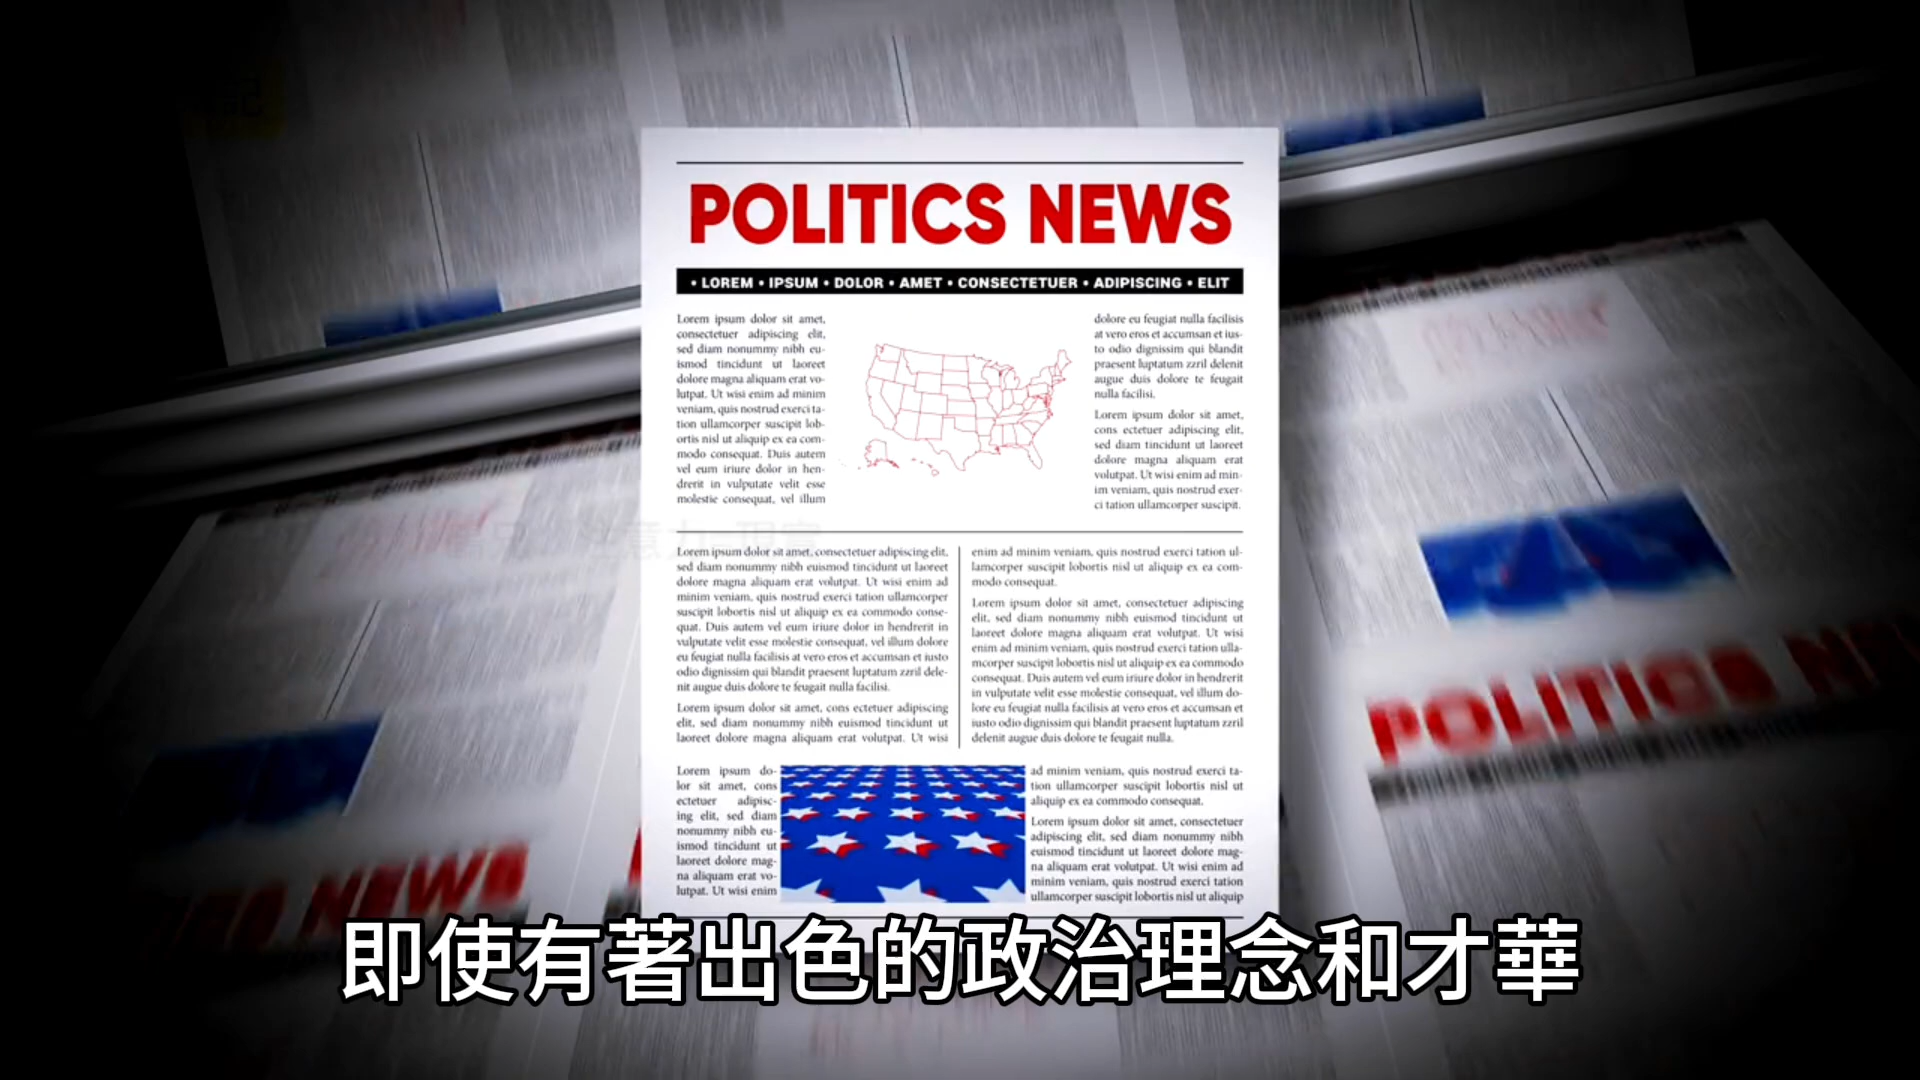 POLITICS NEWS
• LOREM • IPSUM • DOLOR • AMET • CONSECTETUER • ADIPISCING • ELIT
Lorem ipsum dolor sit amet,
consectetuer adipiscing elit,
sed diam nonummy nibh eu-
ismod tincidunt ut laoreet
dolore magna aliquam erat vo-
lutpat. Ut wisi enim ad minim
veniam, quis nostrud exerci ta-
tion ullamcorper suscipit lob-
ortis nisl ut aliquip ex ea com-
modo consequat. Duis autem
vel eum iriure dolor in hen-
drerit in vulputate velit esse
molestie consequat, vel illum
dolore eu feugiat nulla facilisis
at vero eros et accumsan et ius-
to odio dignissim qui blandit
praesent luptatum zzril delenit
augue duis dolore te feugait
nulla facilisi.
Lorem ipsum dolor sit amet,
cons ectetuer adipiscing elit,
sed diam tincidunt ut laoreet
dolore magna aliquam erat
volutpat. Ut wisi enim ad min-
im veniam, quis nostrud exer-
ci tation ullamcorper suscipit.
Lorem ipsum dolor sit amet, consectetuer adipiscing elit,
sed diam nonummy nibh euismod tincidunt ut laoreet
dolore magna aliquam erat volutpat. Ut wisi enim ad
minim veniam, quis nostrud exerci tation ullamcorper
suscipit lobortis nisl ut aliquip ex ea commodo conse-
quat. Duis autem vel eum iriure dolor in hendrerit in
vulputate velit esse molestie consequat, vel illum dolore
eu feugiat nulla facilisis at vero eros et accumsan et iusto
odio dignissim qui blandit praesent luptatum zzril dele-
nit augue duis dolore te feugait nulla facilisi.
Lorem ipsum dolor sit amet, cons ectetuer adipiscing
elit, sed diam nonummy nibh euismod tincidunt ut
laoreet dolore magna aliquam erat volutpat. Ut wisi
enim ad minim veniam, quis nostrud exerci tation ul-
lamcorper suscipit lobortis nisl ut aliquip ex ea com-
modo consequat.
Lorem ipsum dolor sit amet, consectetuer adipiscing
elit, sed diam nonummy nibh euismod tincidunt ut
laoreet dolore magna aliquam erat volutpat. Ut wisi
enim ad minim veniam, quis nostrud exerci tation ulla-
mcorper suscipit lobortis nisl ut aliquip ex ea commodo
consequat. Duis autem vel eum iriure dolor in hendrerit
in vulputate velit esse molestie consequat, vel illum do-
lore eu feugiat nulla facilisis at vero eros et accumsan et
iusto odio dignissim qui blandit praesent luptatum zzril
delenit augue duis dolore te feugait nulla.
Lorem ipsum do-
lor sit amet, cons
ectetuer adipisc-
ing elit, sed diam
nonummy nibh eu-
ismod tincidunt ut
laoreet dolore mag-
na aliquam erat vo-
lutpat. Ut wisi enim
ad minim veniam, quis nostrud exerci ta-
tion ullamcorper suscipit lobortis nisl ut
aliquip ex ea commodo consequat.
Lorem ipsum dolor sit amet, consectetuer
adipiscing elit, sed diam nonummy nibh
euismod tincidunt ut laoreet dolore mag-
na aliquam erat volutpat. Ut wisi enim ad
minim veniam, quis nostrud exerci tation
ullamcorper suscipit lobortis nisl ut aliquip
POLITICS NEWS
NEWS
即使有著出色的政治理念和才華